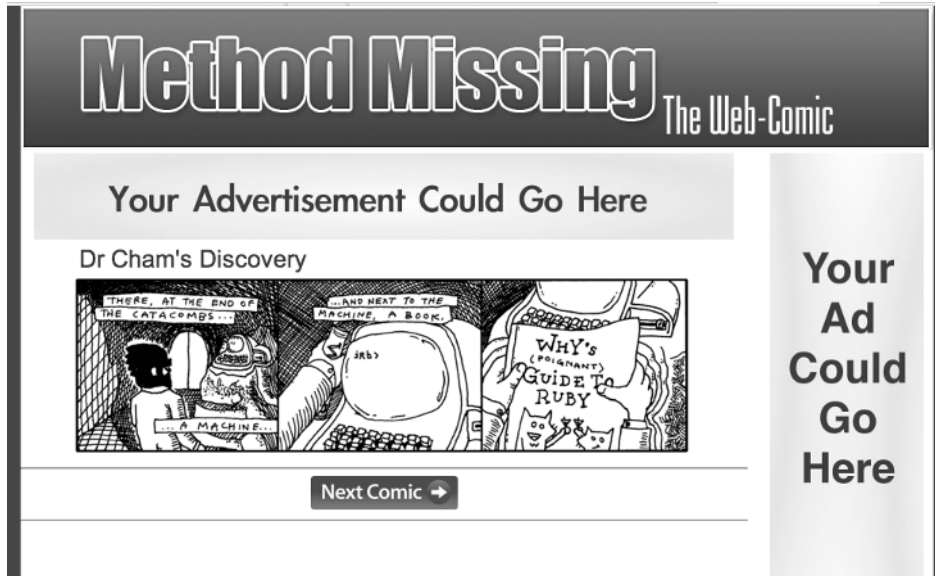 Method Missing
The Web-Comic
Your Advertisement Could Go Here
Dr Cham's Discovery
THERE, AT THE END OF
THE CATACOMBS...
... A MACHINE...
...AND NEXT TO THE
MACHINE, A BOOK.
irb>
WHY'S
(POIGNANT)
GUIDE TO
RUBY
Next Comic
Your
Ad
Could
Go
Here